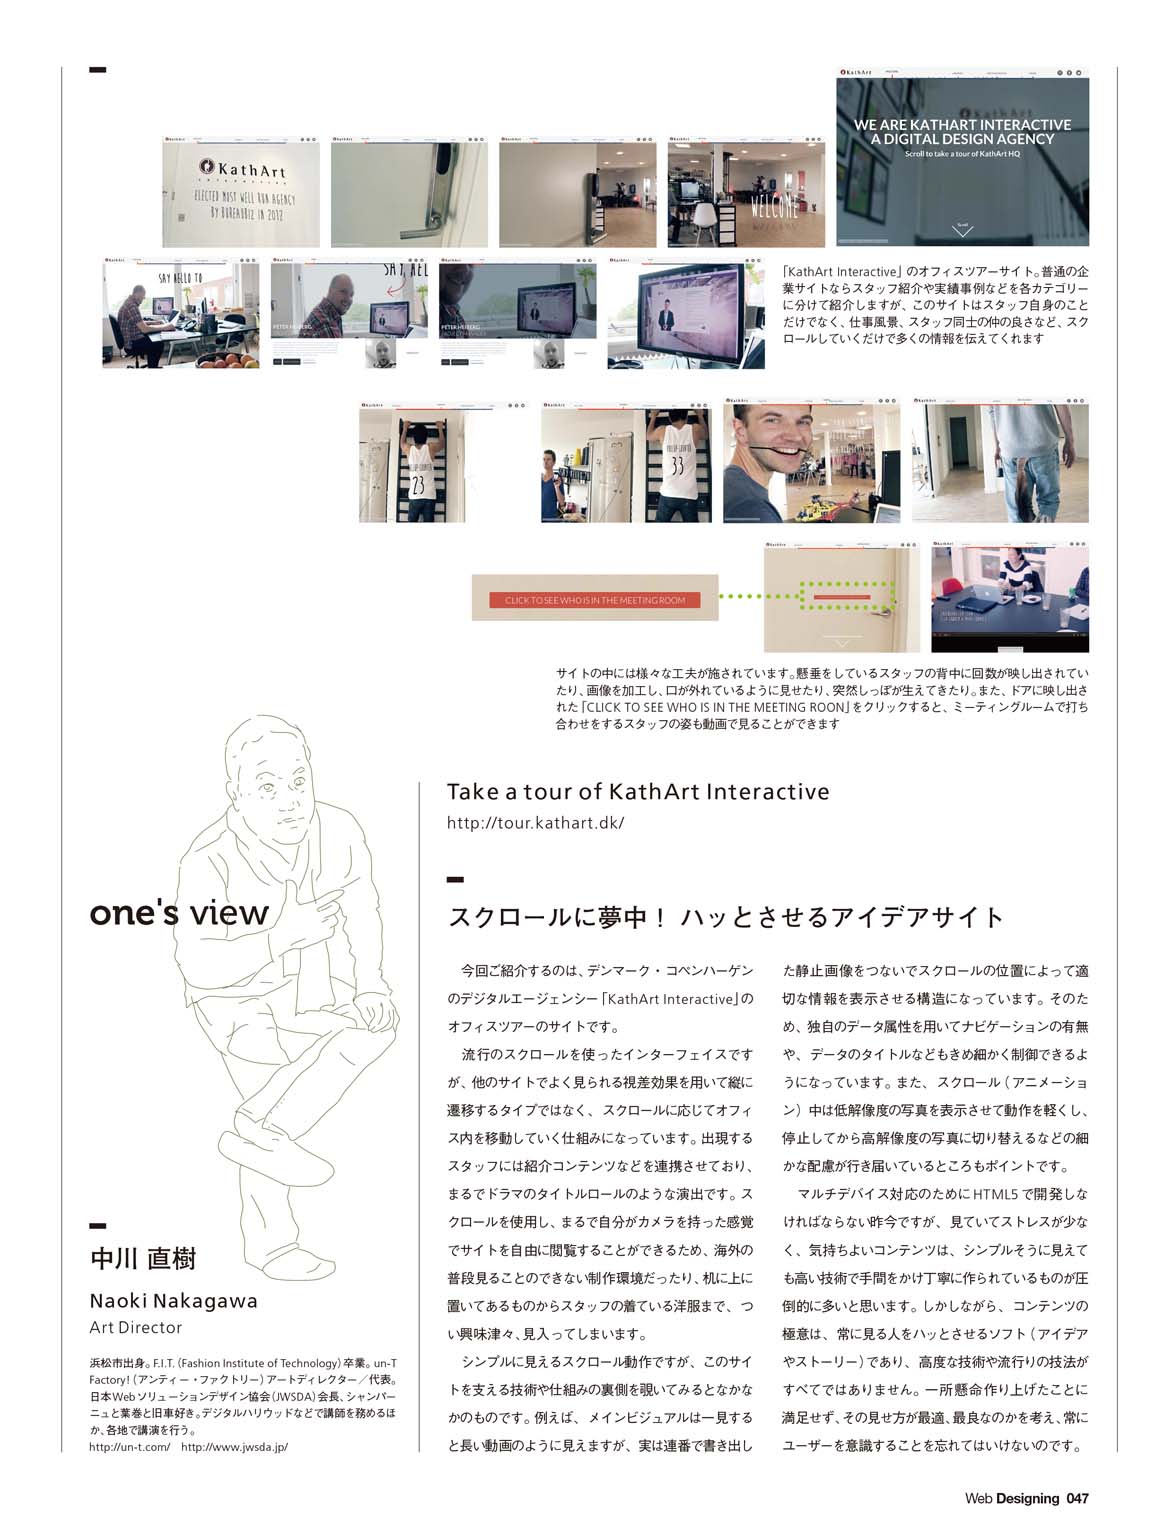 KathArt
ELECTED MOST WELL RUN AGENCY
BY BUREAUBIZ IN 2012
WELCOME
KathArt
WE ARE KATHART INTERACTIVE
A DIGITAL DESIGN AGENCY
Scroll to take a tour of KathArt HQ
Scroll
SAY HELLO TO
PETER HEIBERG
PETER HEIBERG
「KathArt Interactive」のオフィスツアーサイト。普通の企
業サイトならスタッフ紹介や実績事例などを各カテゴリー
に分けて紹介しますが、このサイトはスタッフ自身のこと
だけでなく、仕事風景、スタッフ同士の仲の良さなど、スク
ロールしていくだけで多くの情報を伝えてくれます
23
33
CLICK TO SEE WHO IS IN THE MEETING ROOM
サイトの中には様々な工夫が施されています。懸垂をしているスタッフの背中に回数が映し出されてい
たり、画像を加工し、口が外れているように見せたり、突然しっぽが生えてきたり。また、ドアに映し出さ
れた「CLICK TO SEE WHO IS IN THE MEETING ROON」をクリックすると、ミーティングルームで打ち
合わせをするスタッフの姿も動画で見ることができます
Take a tour of KathArt Interactive
http://tour.kathart.dk/
one's view
スクロールに夢中！ ハッとさせるアイデアサイト
今回ご紹介するのは、デンマーク・コペンハーゲン
のデジタルエージェンシー「KathArt Interactive」の
オフィスツアーのサイトです。
流行のスクロールを使ったインターフェイスです
が、他のサイトでよく見られる視差効果を用いて縦に
遷移するタイプではなく、スクロールに応じてオフィ
ス内を移動していく仕組みになっています。出現する
スタッフには紹介コンテンツなどを連携させており、
まるでドラマのタイトルロールのような演出です。ス
クロールを使用し、まるで自分がカメラを持った感覚
でサイトを自由に閲覧することができるため、海外の
普段見ることのできない制作環境だったり、机に上に
置いてあるものからスタッフの着ている洋服まで、つ
い興味津々、見入ってしまいます。
シンプルに見えるスクロール動作ですが、このサイ
トを支える技術や仕組みの裏側を覗いてみるとなかな
かのものです。例えば、メインビジュアルは一見する
と長い動画のように見えますが、実は連番で書き出し
た静止画像をつないでスクロールの位置によって適
切な情報を表示させる構造になっています。そのた
め、独自のデータ属性を用いてナビゲーションの有無
や、データのタイトルなどもきめ細かく制御できるよ
うになっています。また、スクロール（アニメーショ
ン）中は低解像度の写真を表示させて動作を軽くし、
停止してから高解像度の写真に切り替えるなどの細
かな配慮が行き届いているところもポイントです。
マルチデバイス対応のためにHTML5で開発しな
ければならない昨今ですが、見ていてストレスが少な
く、気持ちよいコンテンツは、シンプルそうに見えて
も高い技術で手間をかけ丁寧に作られているものが圧
倒的に多いと思います。しかしながら、コンテンツの
極意は、常に見る人をハッとさせるソフト（アイデア
やストーリー）であり、高度な技術や流行りの技法が
すべてではありません。一所懸命作り上げたことに
満足せず、その見せ方が最適、最良なのかを考え、常に
ユーザーを意識することを忘れてはいけないのです。
中川 直樹
Naoki Nakagawa
Art Director
浜松市出身。F.I.T.（Fashion Institute of Technology）卒業。un-T
Factory!（アンティー・ファクトリー）アートディレクター／代表。
日本Webソリューションデザイン協会（JWSDA）会長、シャンパー
ニュと葉巻と旧車好き。デジタルハリウッドなどで講師を務めるほ
か、各地で講演を行う。
http://un-t.com/ http://www.jwsda.jp/
Web Designing 047